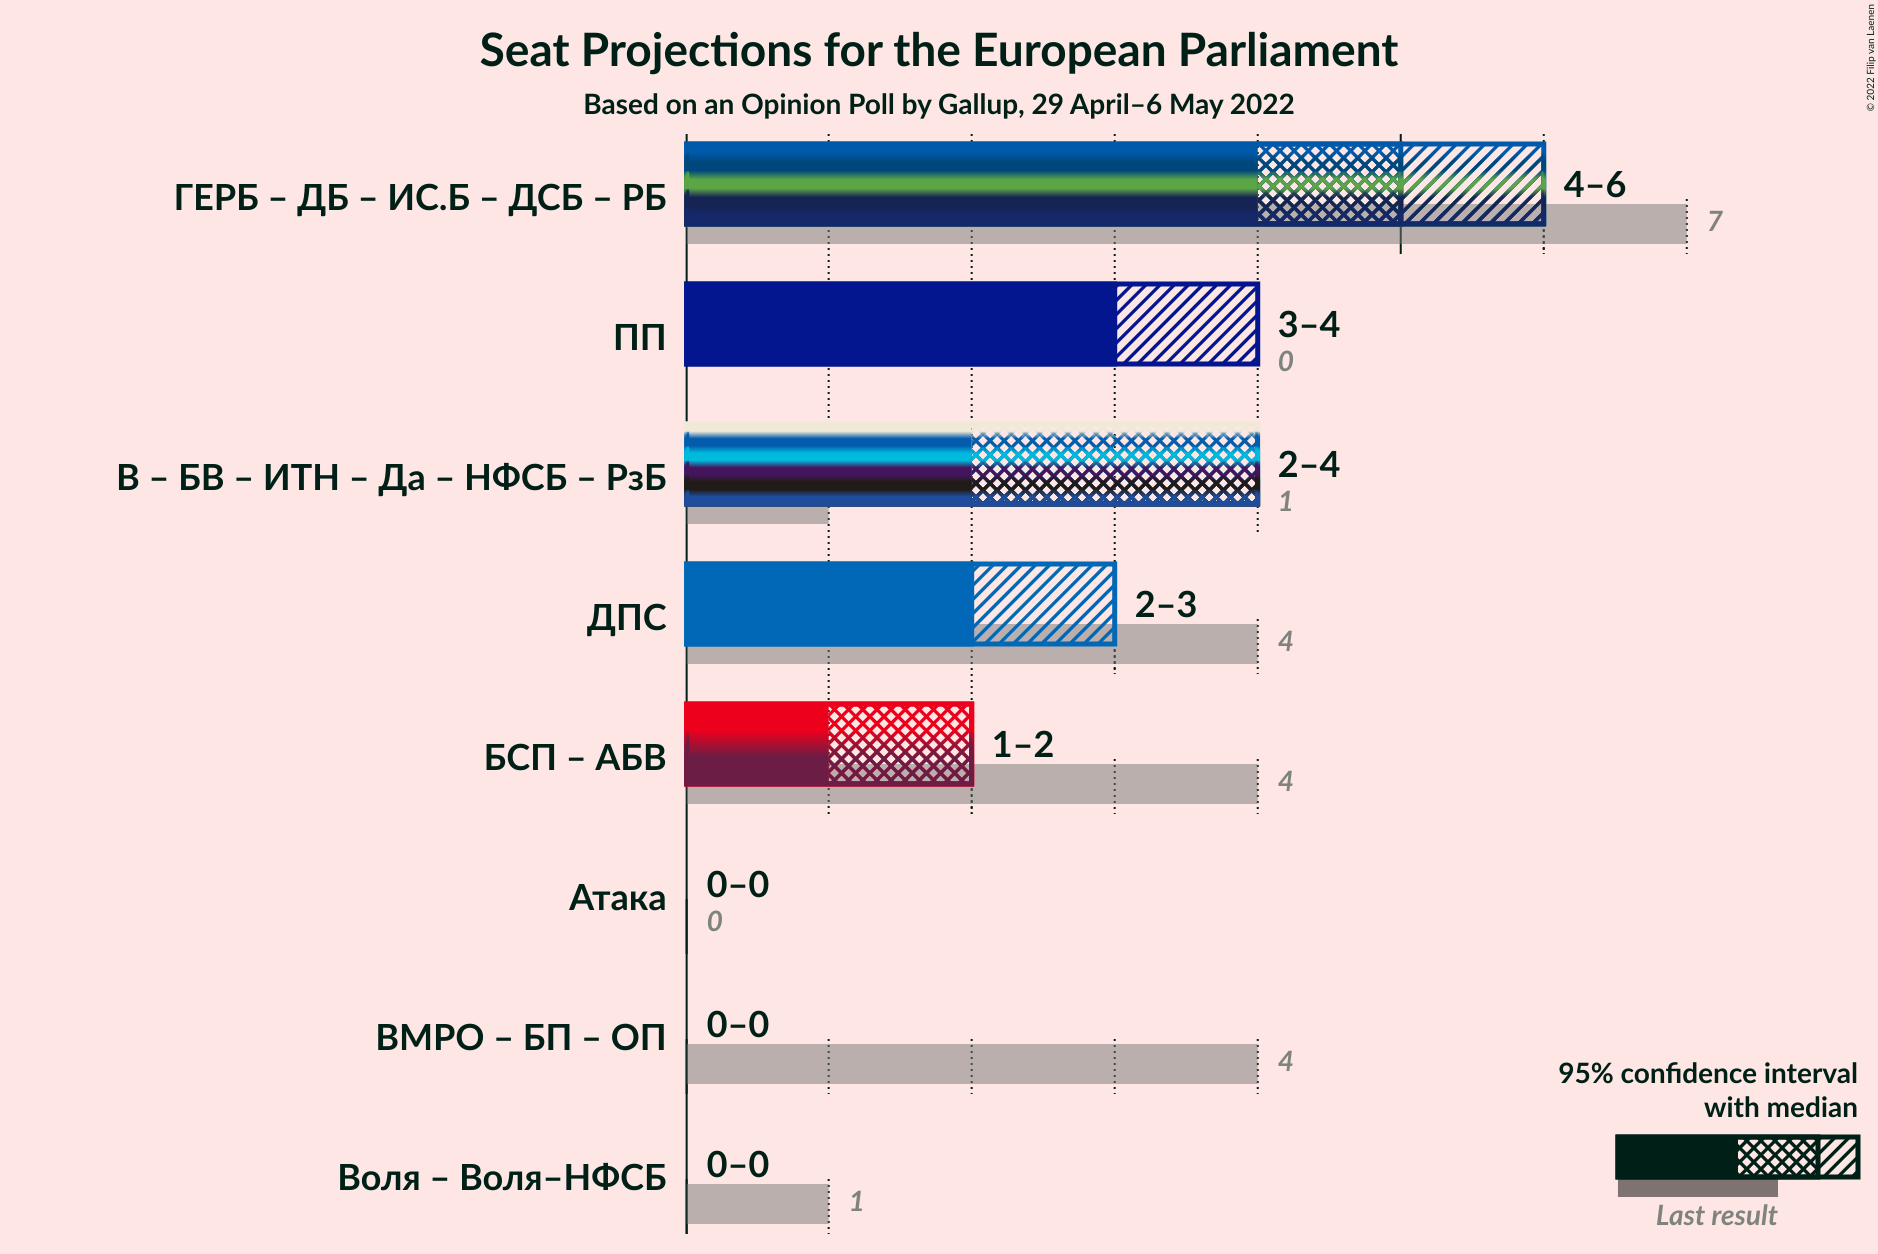 Seat Projections for the European Parliament
Based on an Opinion Poll by Gallup, 29 April–6 May 2022
© 2022 Filip van Laenen
ГЕРБ – ДБ – ИС.Б – ДСБ – РБ
4–6
7
ПП
3–4
0
В – БВ – ИТН – Да – НФСБ – РзБ
2–4
1
ДПС
2–3
4
БСП – АБВ
1–2
4
Атака
0–0
0
ВМРО – БП – ОП
0–0
4
Воля – Воля–НФСБ
0–0
1
95% confidence interval
with median
Last result